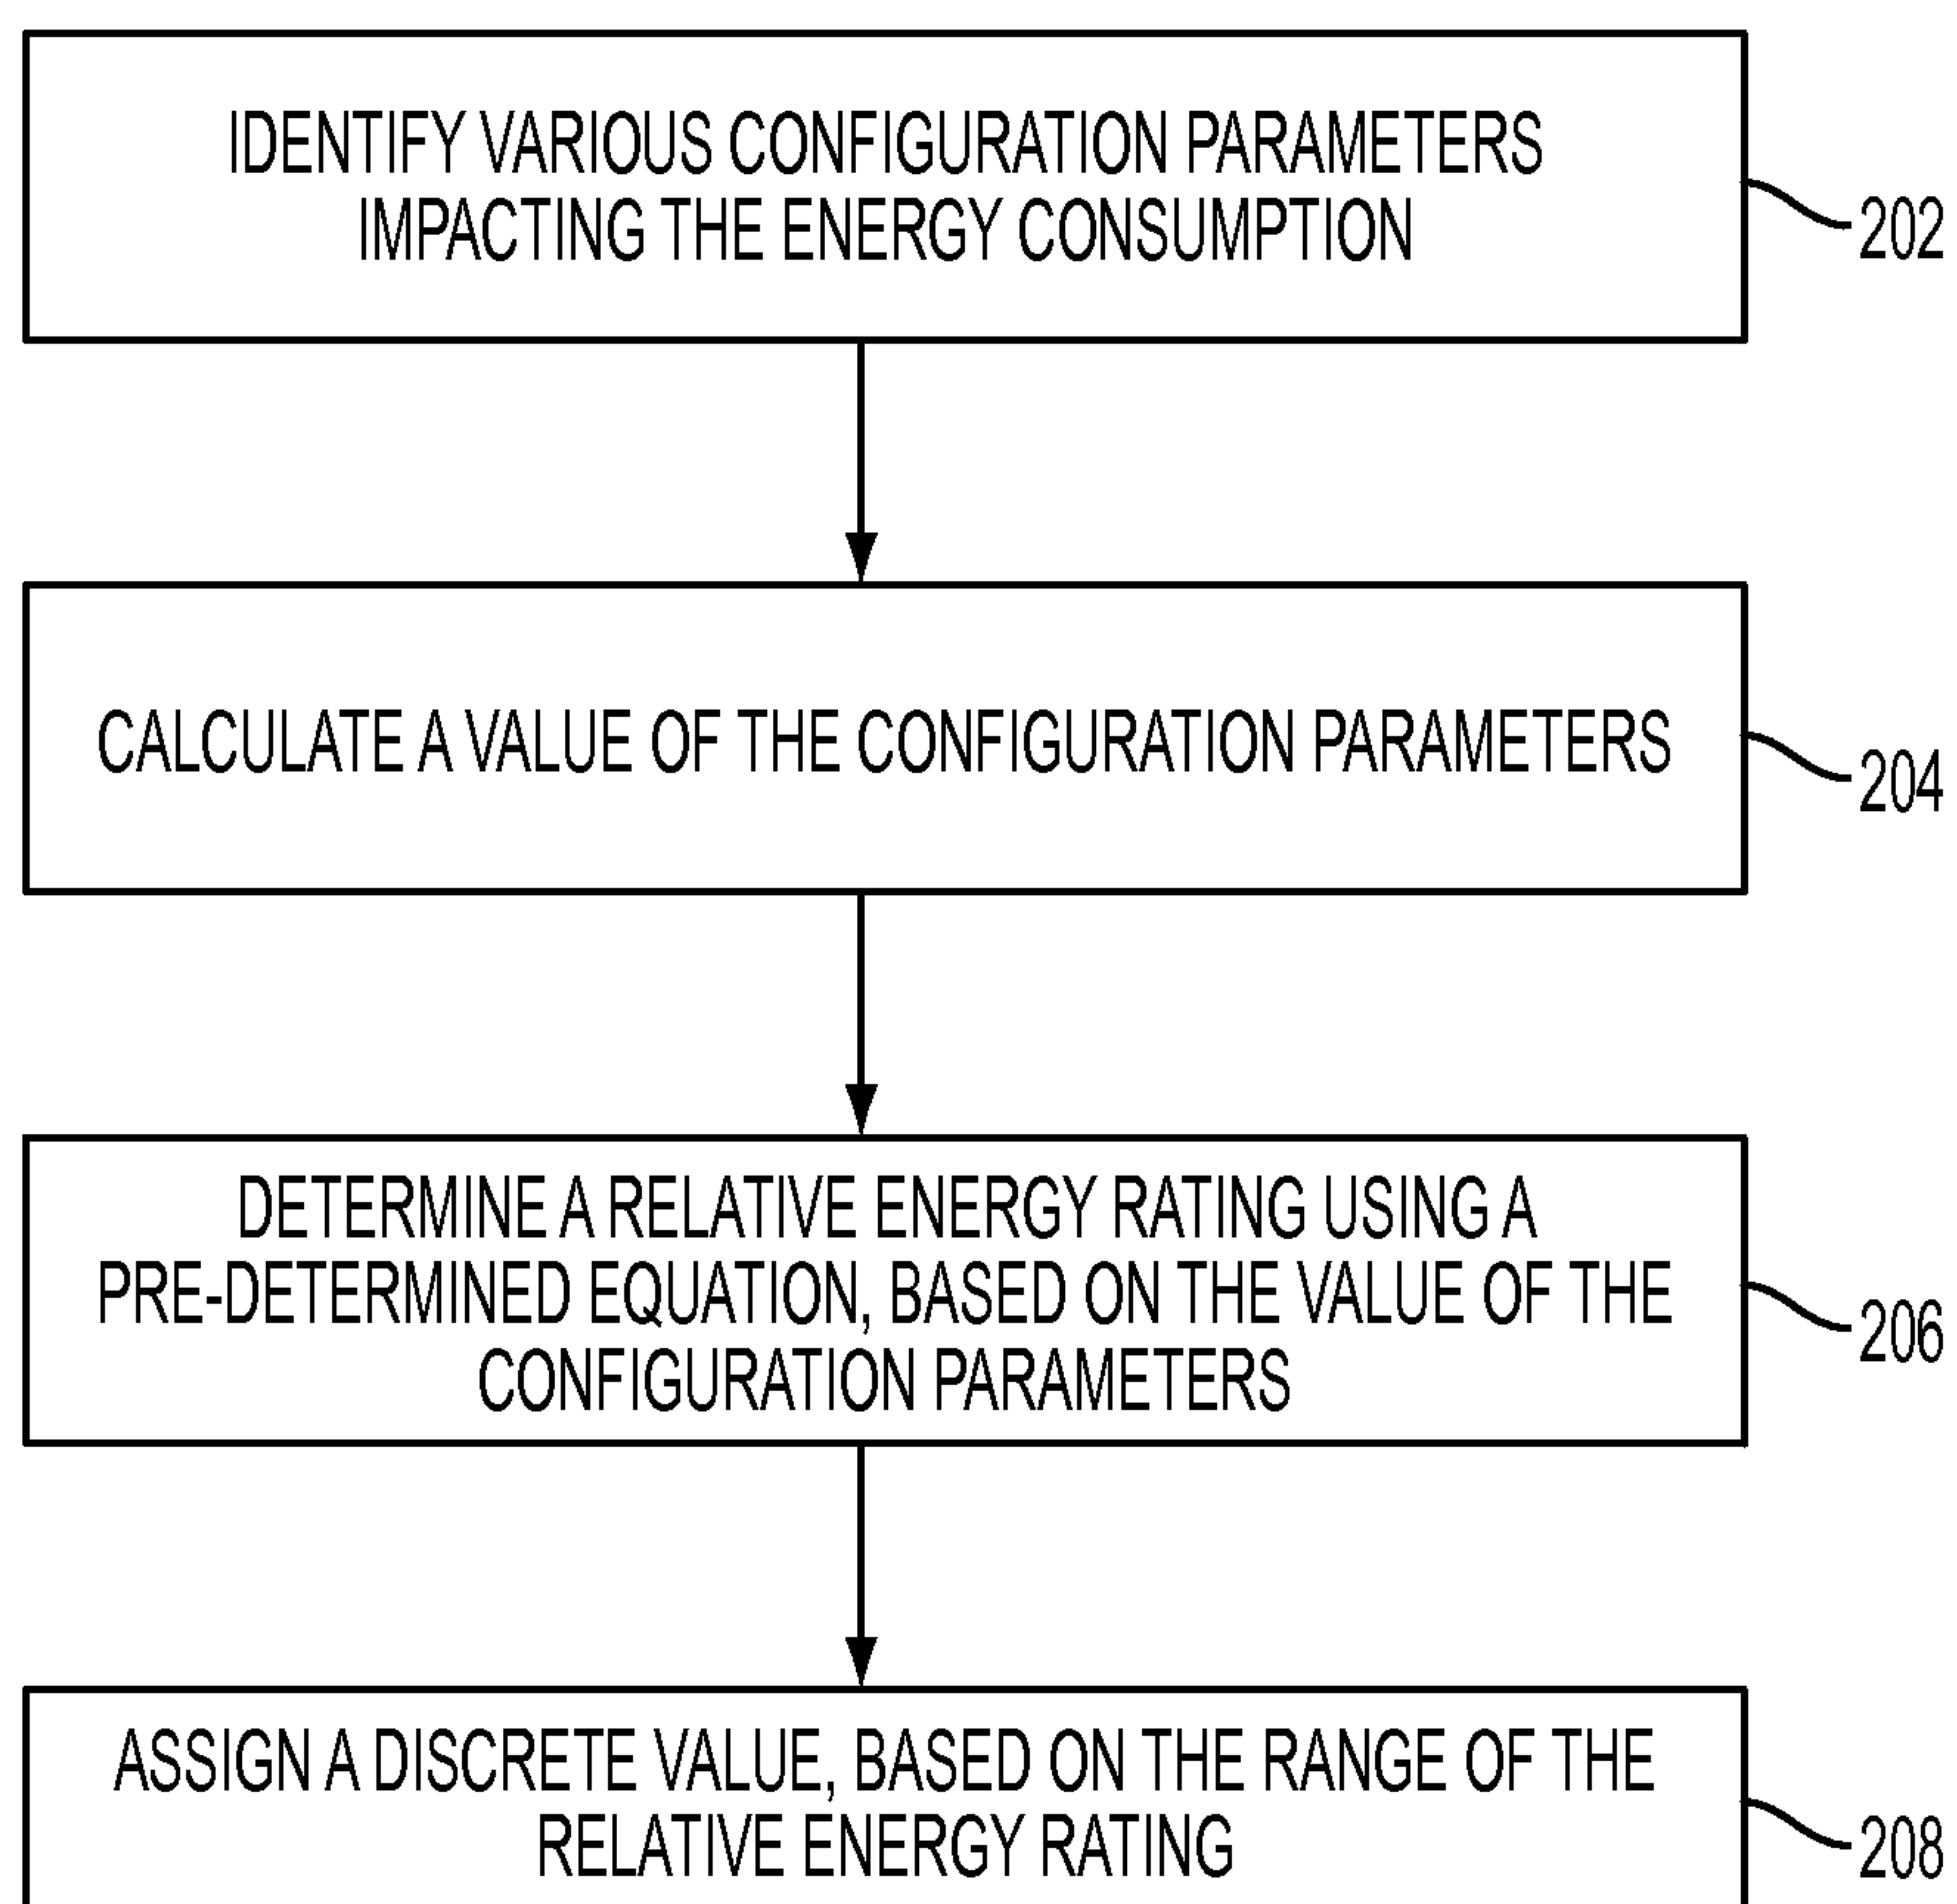 IDENTIFY VARIOUS CONFIGURATION PARAMETERS
IMPACTING THE ENERGY CONSUMPTION
202
CALCULATE A VALUE OF THE CONFIGURATION PARAMETERS
204
DETERMINE A RELATIVE ENERGY RATING USING A
PRE-DETERMINED EQUATION, BASED ON THE VALUE OF THE
CONFIGURATION PARAMETERS
206
ASSIGN A DISCRETE VALUE, BASED ON THE RANGE OF THE
RELATIVE ENERGY RATING
208